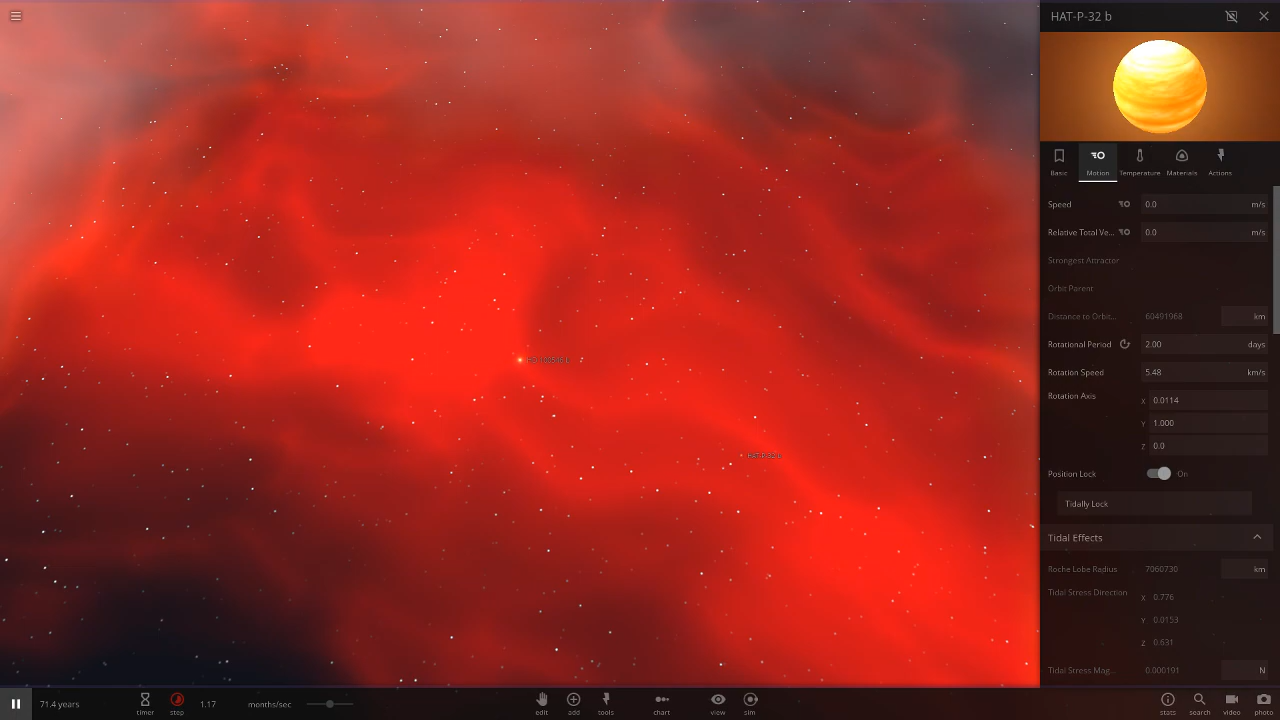 HAT-P-32 b
Basic Motion Temperature Materials Actions
Speed 0.0 m/s
Relative Total Ve... 0.0 m/s
Strongest Attractor
Orbit Parent
Distance to Orbit... 60491968 km
Rotational Period 2.00 days
Rotation Speed 5.48 km/s
Rotation Axis X 0.0114
Y 1.000
Z 0.0
Position Lock On
Tidally Lock
Tidal Effects
Roche Lobe Radius 7060730 km
Tidal Stress Direction X 0.776
Y 0.0153
Z 0.631
Tidal Stress Mag... 0.000191 N
HAT-P-32 b
71.4 years timer step 1.17 months/sec edit add tools chart view sim stats search video photo